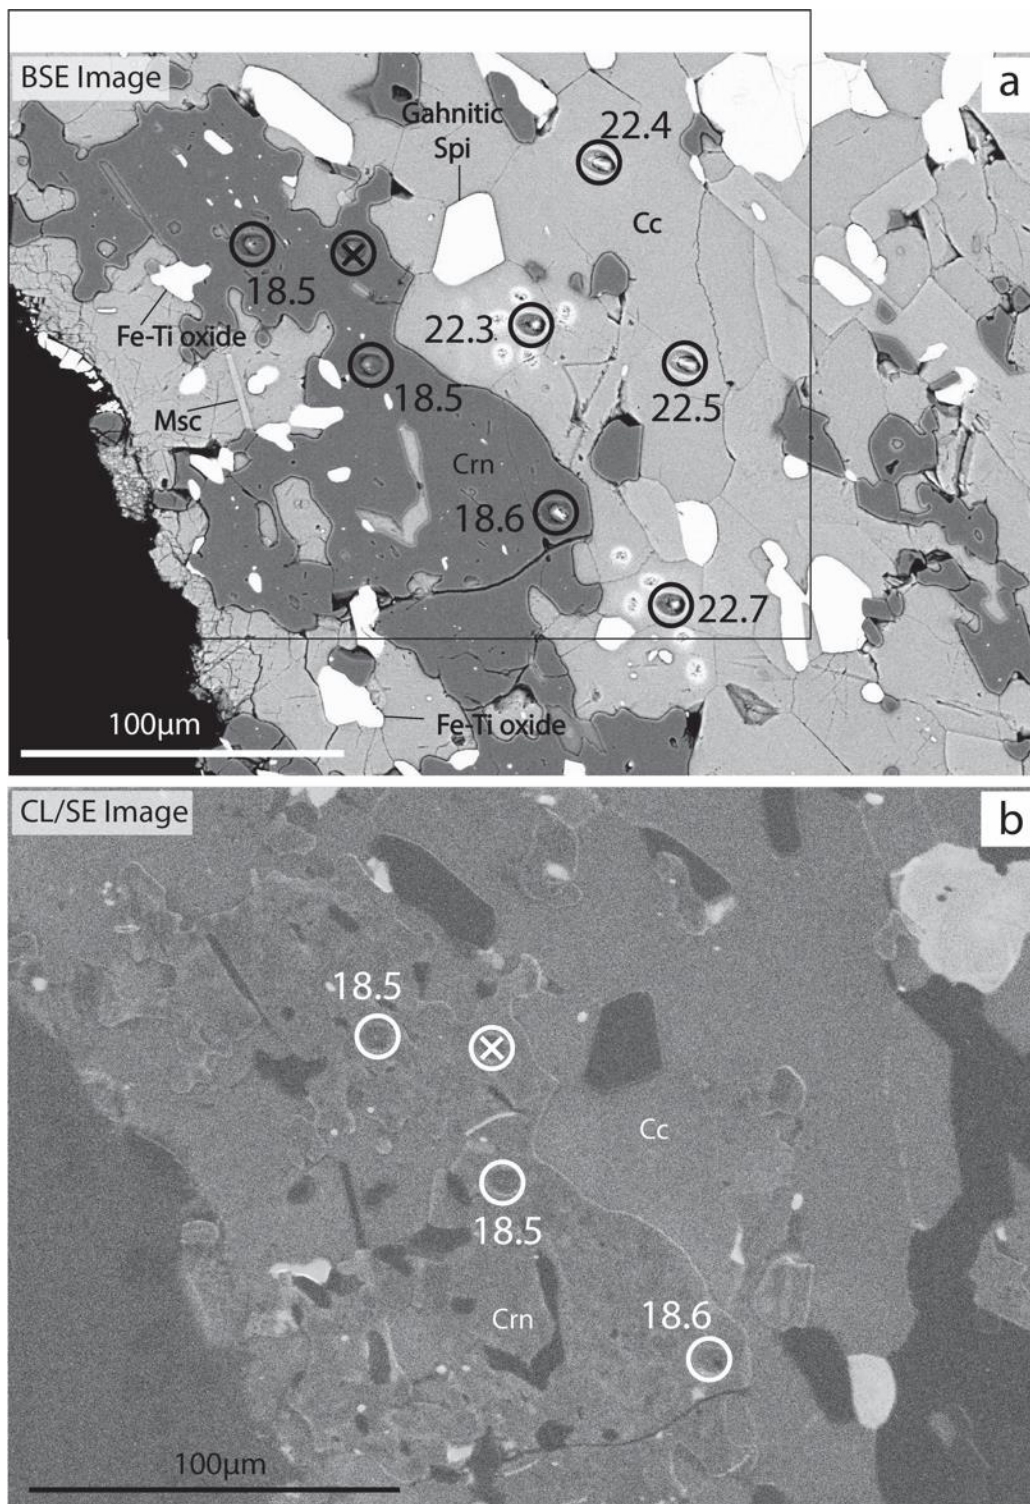 BSE Image
a
Gahnitic
Spi
22.4
Cc
18.5
Fe-Ti oxide
22.3
22.5
Msc
18.5
Crn
18.6
22.7
Fe-Ti oxide
100µm
CL/SE Image
b
18.5
Cc
18.5
Crn
18.6
100µm